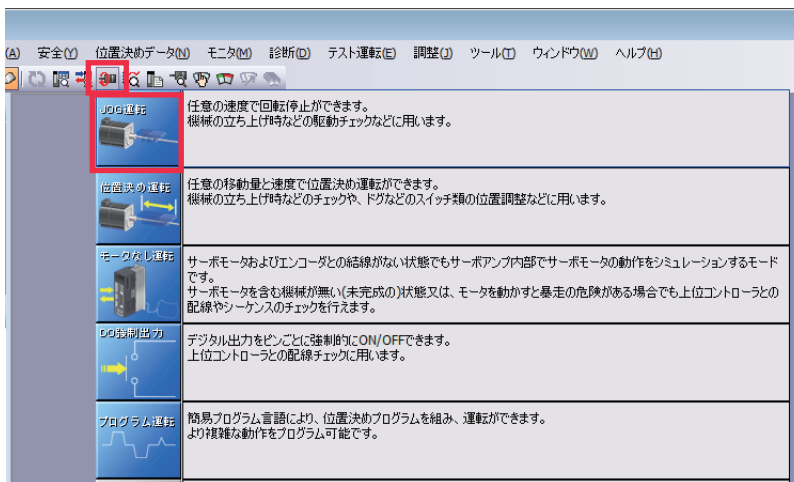 (A) 安全(Y) 位置決めデータ(N) モニタ(M) 診断(D) テスト運転(E) 調整(J) ツール(T) ウィンドウ(W) ヘルプ(H)
JOG運転
任意の速度で回転停止ができます。
機械の立ち上げ時などの駆動チェックなどに用います。
位置決め運転
任意の移動量と速度で位置決め運転ができます。
機械の立ち上げ時などのチェックや、ドグなどのスイッチ類の位置調整などに用います。
モータなし運転
サーボモータおよびエンコーダとの結線がない状態でもサーボアンプ内部でサーボモータの動作をシミュレーションするモード
です。
サーボモータを含む機械が無い(未完成の)状態又は、モータを動かすと暴走の危険がある場合でも上位コントローラとの
配線やシーケンスのチェックを行えます。
DO強制出力
デジタル出力をピンごとに強制的にON/OFFできます。
上位コントローラとの配線チェックに用います。
プログラム運転
簡易プログラム言語により、位置決めプログラムを組み、運転ができます。
より複雑な動作をプログラム可能です。